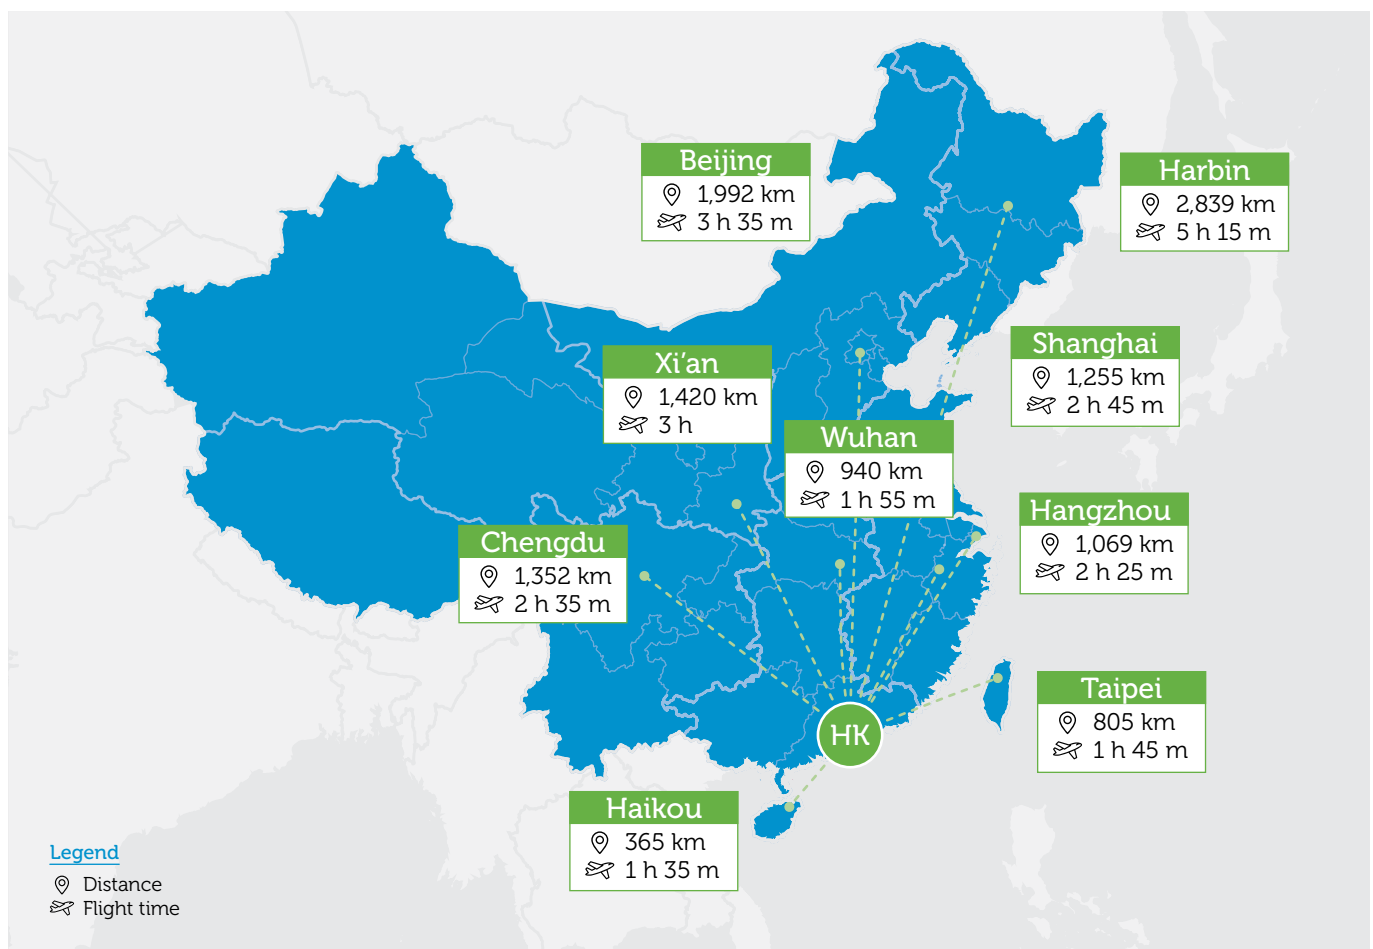 Beijing
1,992 km
3 h 35 m
Harbin
2,839 km
5 h 15 m
Shanghai
1,255 km
2 h 45 m
Xi’an
1,420 km
3 h
Wuhan
940 km
1 h 55 m
Hangzhou
1,069 km
2 h 25 m
Chengdu
1,352 km
2 h 35 m
Taipei
805 km
1 h 45 m
HK
Haikou
365 km
1 h 35 m
Legend
Distance
Flight time